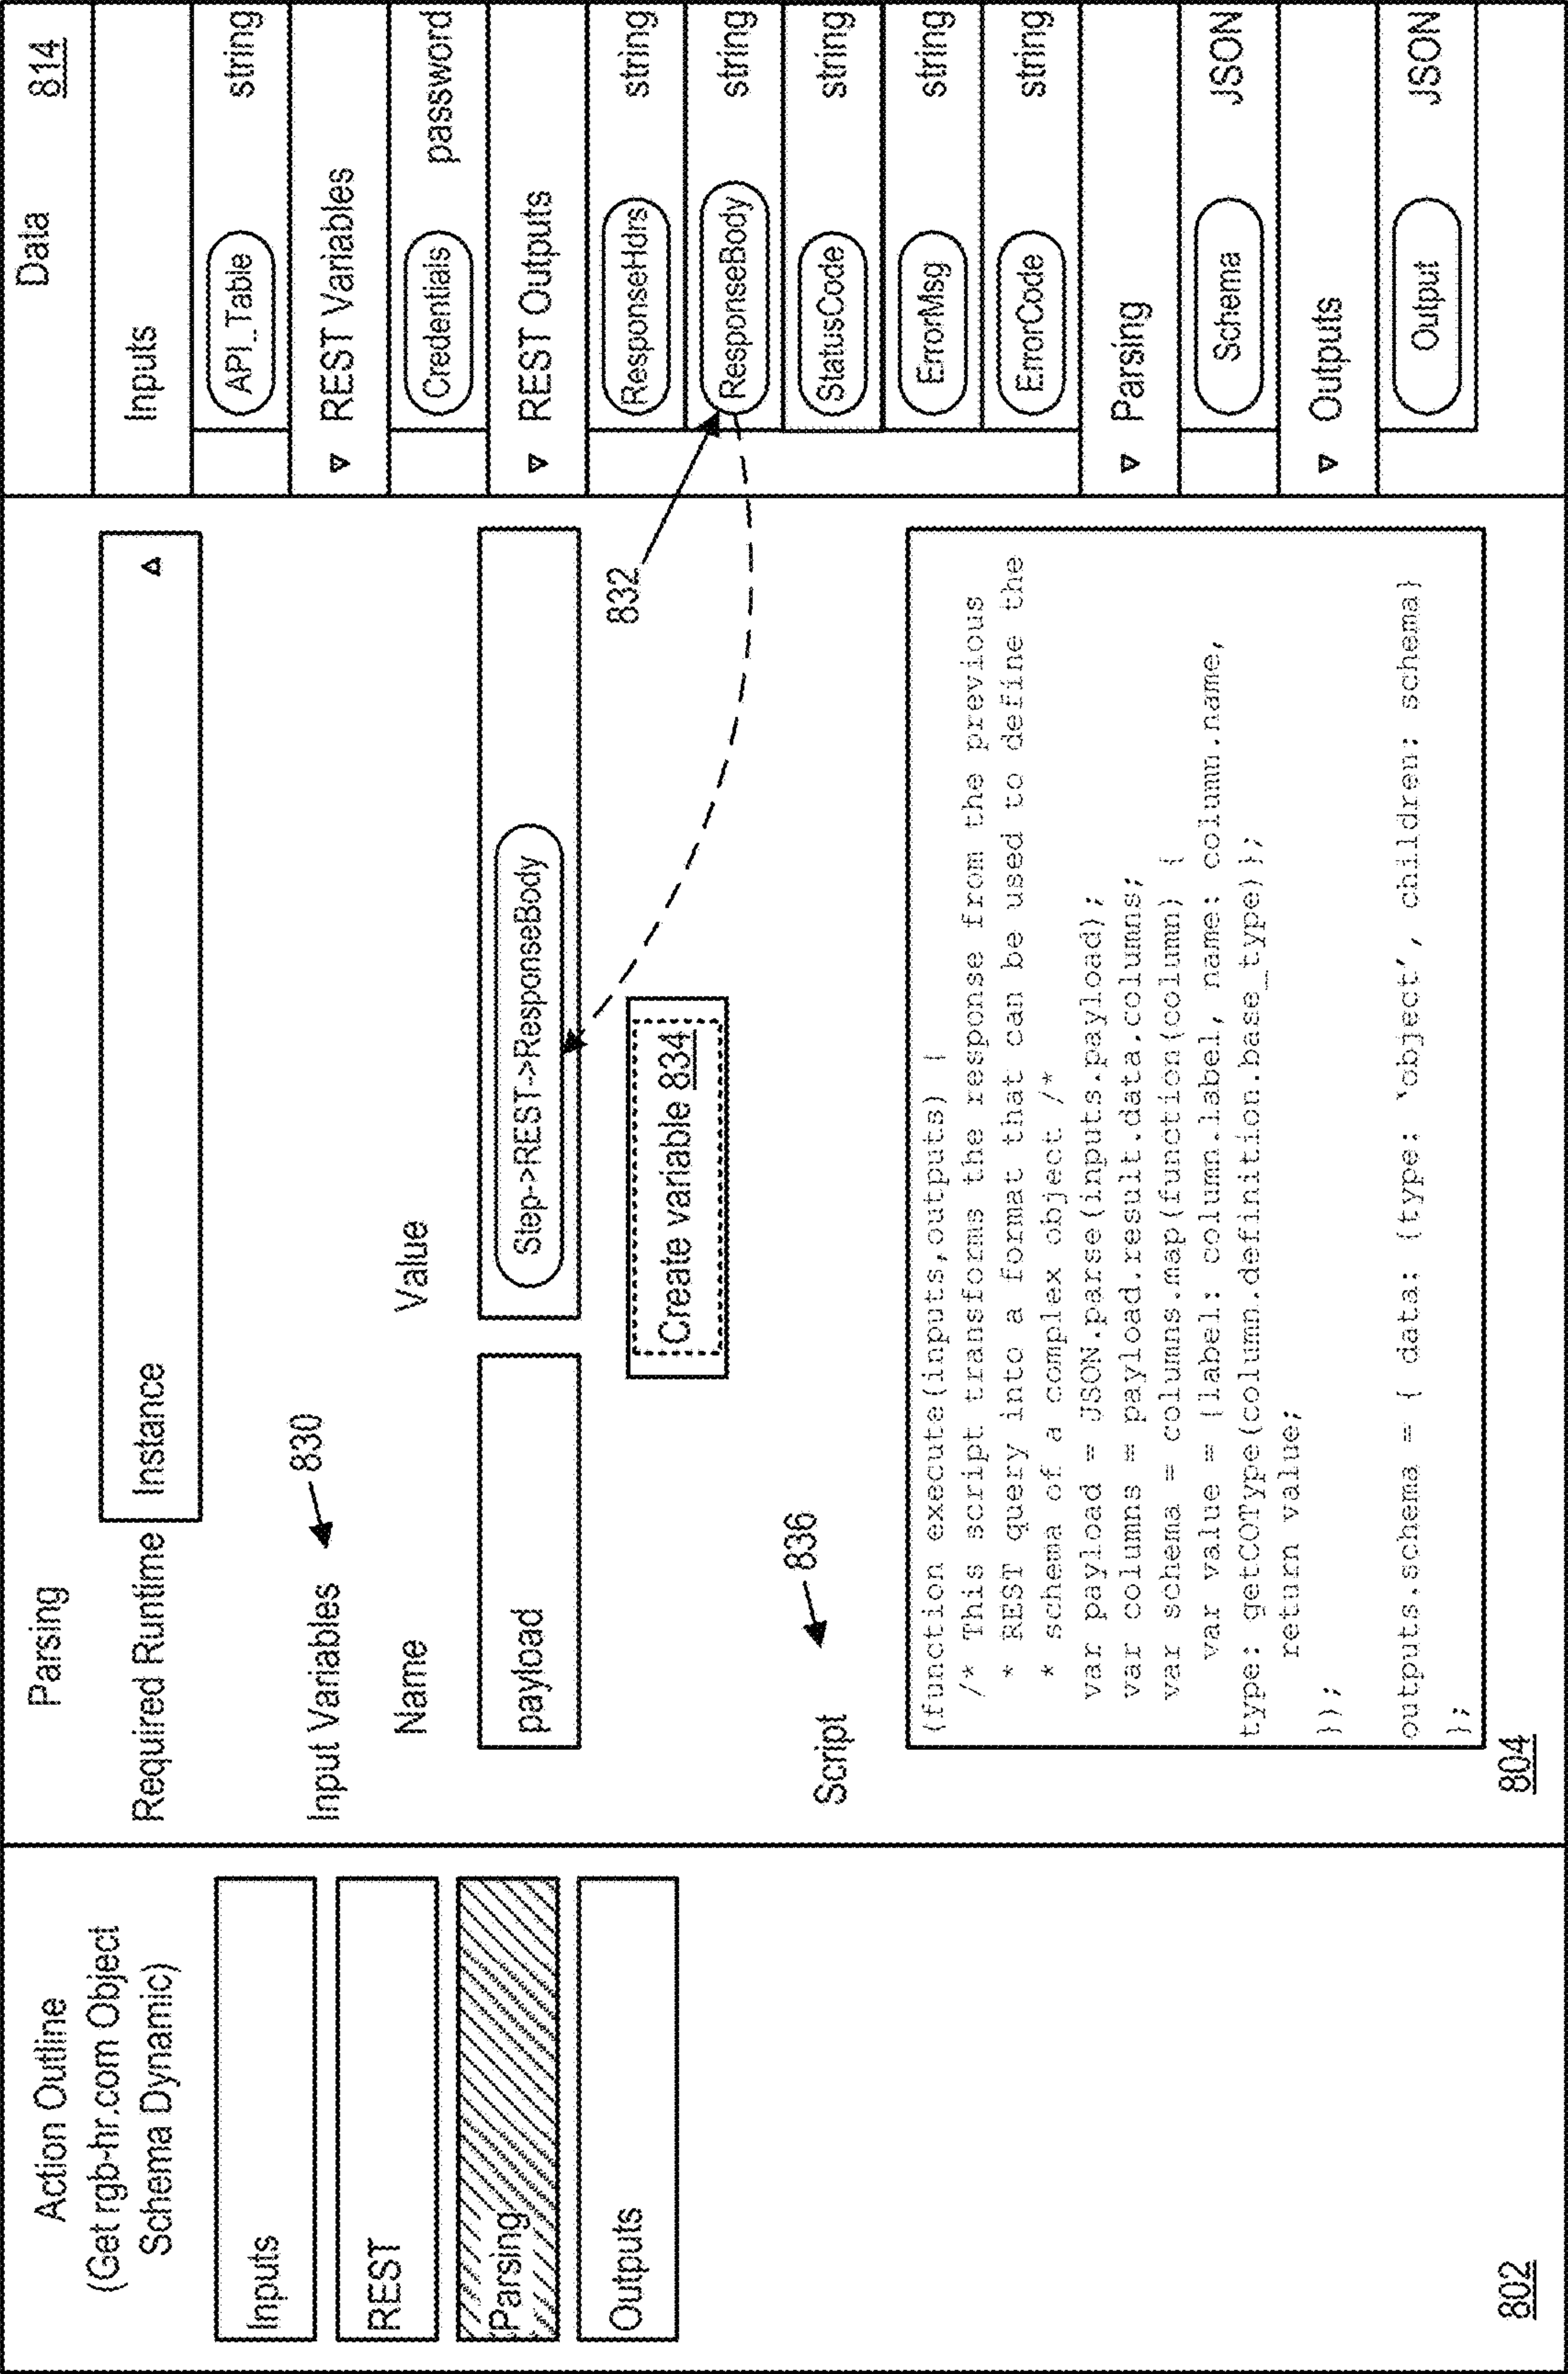 Action Outline
(Get rgb-hr.com Object
Schema Dynamic)
Inputs
REST
Parsing
Outputs
802
Parsing
Required Runtime Instance
Input Variables 830
Name Value
payload Step->REST->ResponseBody
832
Create variable 834
Script 836
(function execute(inputs,outputs) {
/* This script transforms the response from the previous
* REST query into a format that can be used to define the
* schema of a complex object /*
var payload = JSON.parse(inputs.payload);
var columns = payload.result.data.columns;
var schema = columns.map(function(column) {
var value = {label: column.label, name: column.name,
type: getCOType(column.definition.base_type)};
return value;
});
outputs.schema = { data: {type: 'object', children: schema}
};
804
Data 814
Inputs
API_Table string
REST Variables
Credentials password
REST Outputs
ResponseHdrs string
ResponseBody string
StatusCode string
ErrorMsg string
ErrorCode string
Parsing
Schema JSON
Outputs
Output JSON